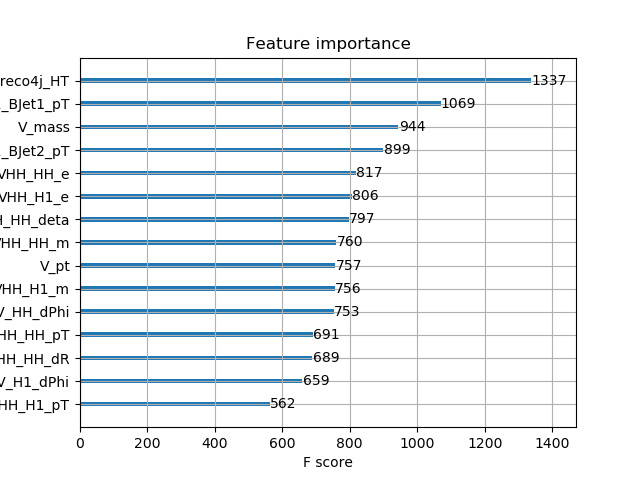 Feature importance
reco4j_HT 1337
_BJet1_pT 1069
V_mass 944
_BJet2_pT 899
VHH_HH_e 817
VHH_H1_e 806
H_HH_deta 797
VHH_HH_m 760
V_pt 757
VHH_H1_m 756
V_HH_dPhi 753
HH_HH_pT 691
HH_HH_dR 689
V_H1_dPhi 659
HH_H1_pT 562
0 200 400 600 800 1000 1200 1400
F score